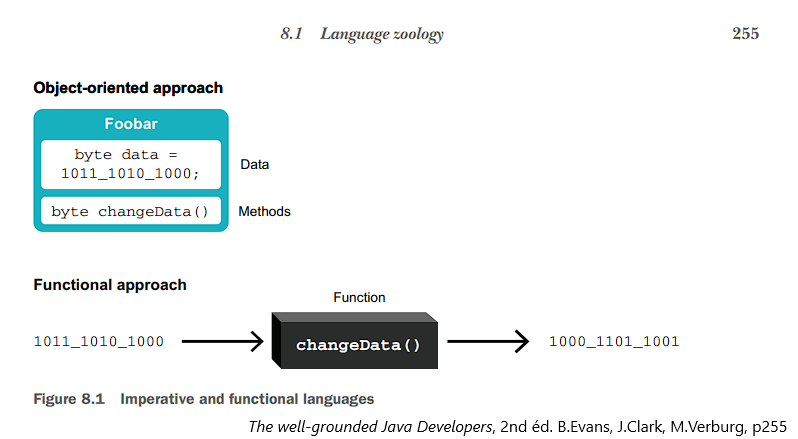 8.1 Language zoology 255
Object-oriented approach
Foobar
byte data =
1011_1010_1000;
Data
byte changeData()
Methods
Functional approach
Function
1011_1010_1000
changeData()
1000_1101_1001
Figure 8.1 Imperative and functional languages
The well-grounded Java Developers, 2nd éd. B.Evans, J.Clark, M.Verburg, p255